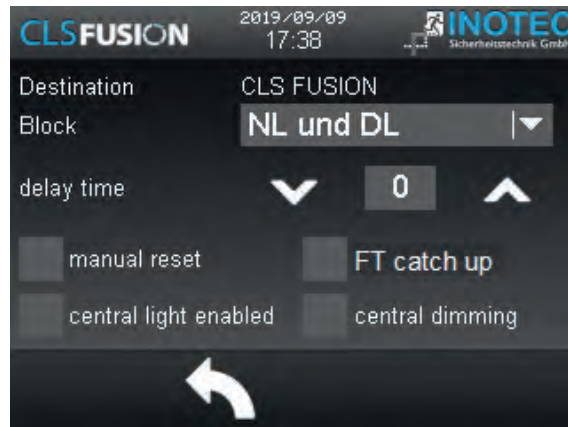 CLSFUSION
2019/09/09
17:38
INOTEC
Sicherheitstechnik GmbH
Destination CLS FUSION
Block NL und DL
delay time 0
manual reset FT catch up
central light enabled central dimming